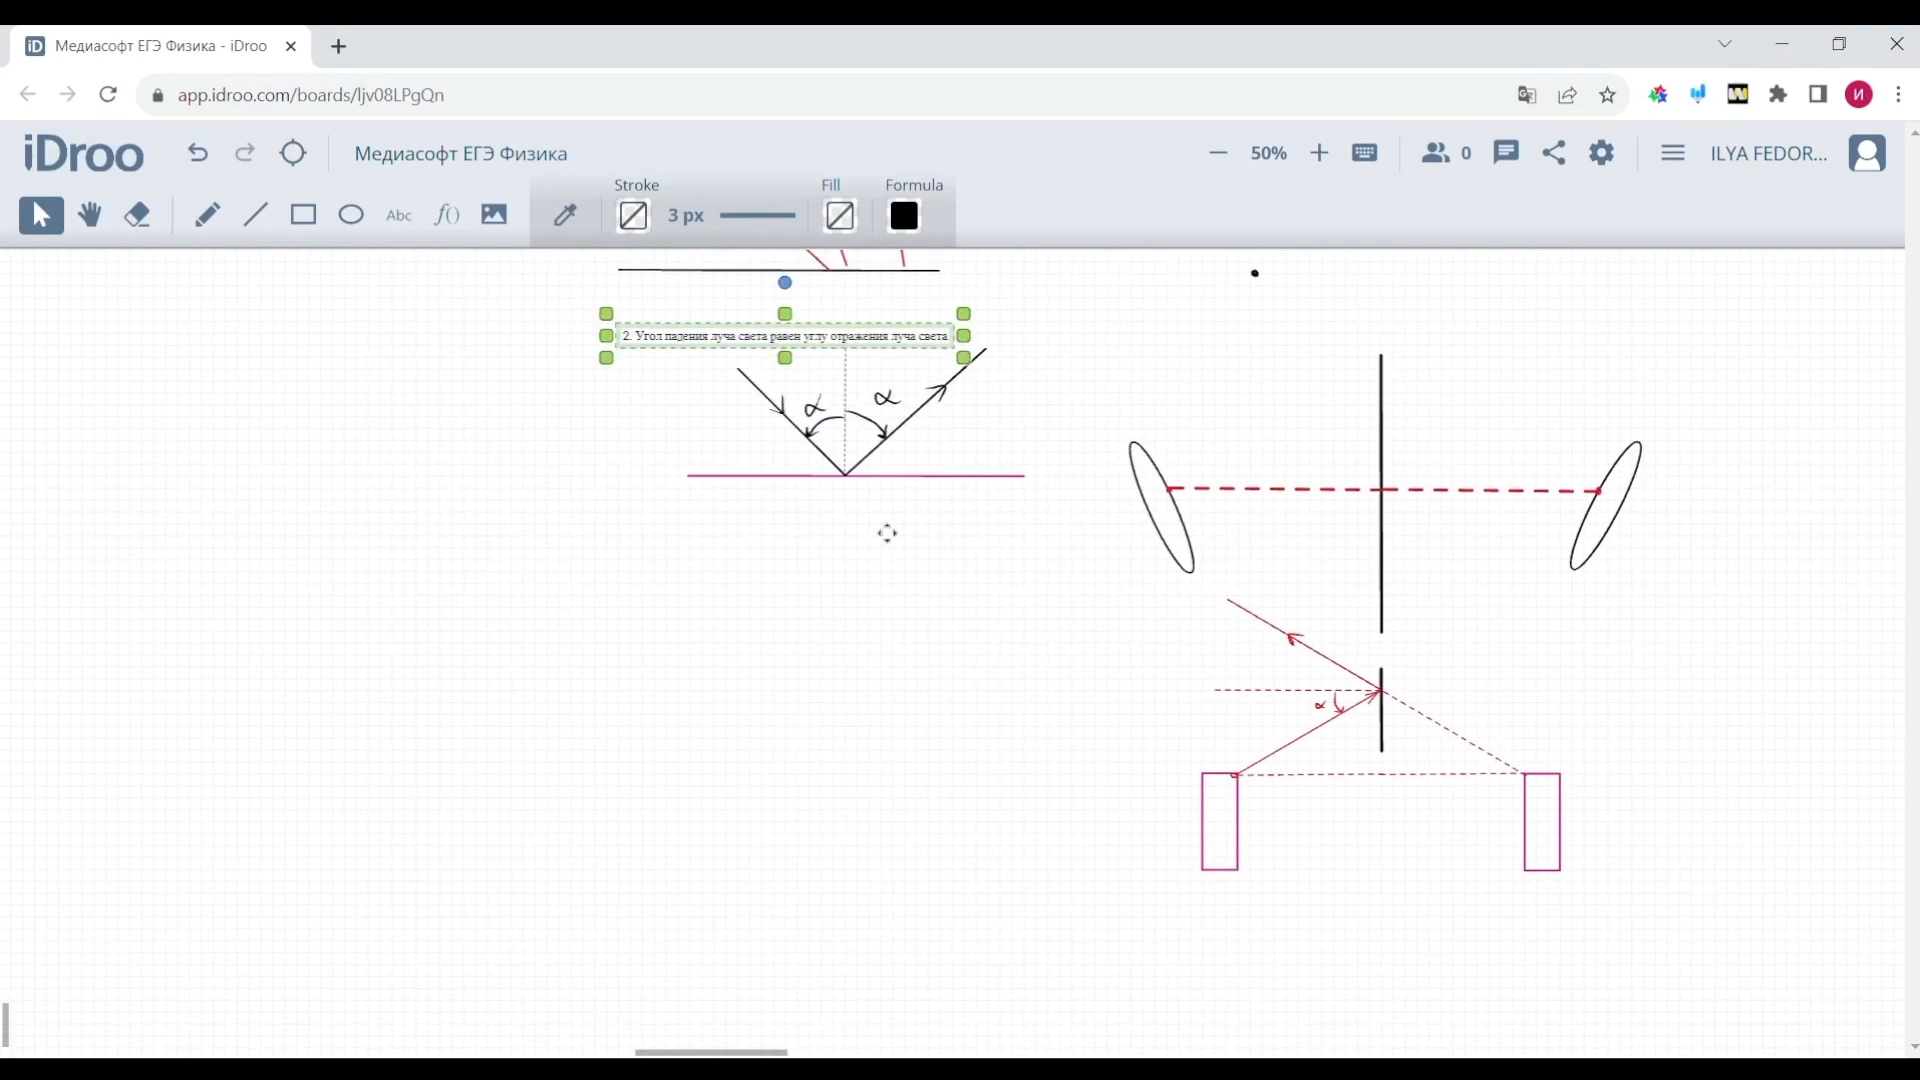 Медиасофт ЕГЭ Физика - iDroo
app.idroo.com/boards/ljv08LPgQn
И
iDroo
Медиасофт ЕГЭ Физика
50%
0
ILYA FEDOR...
Abc
f()
Stroke
3 px
Fill
Formula
2. Угол падения луча света равен углу отражения луча света
α
α
α